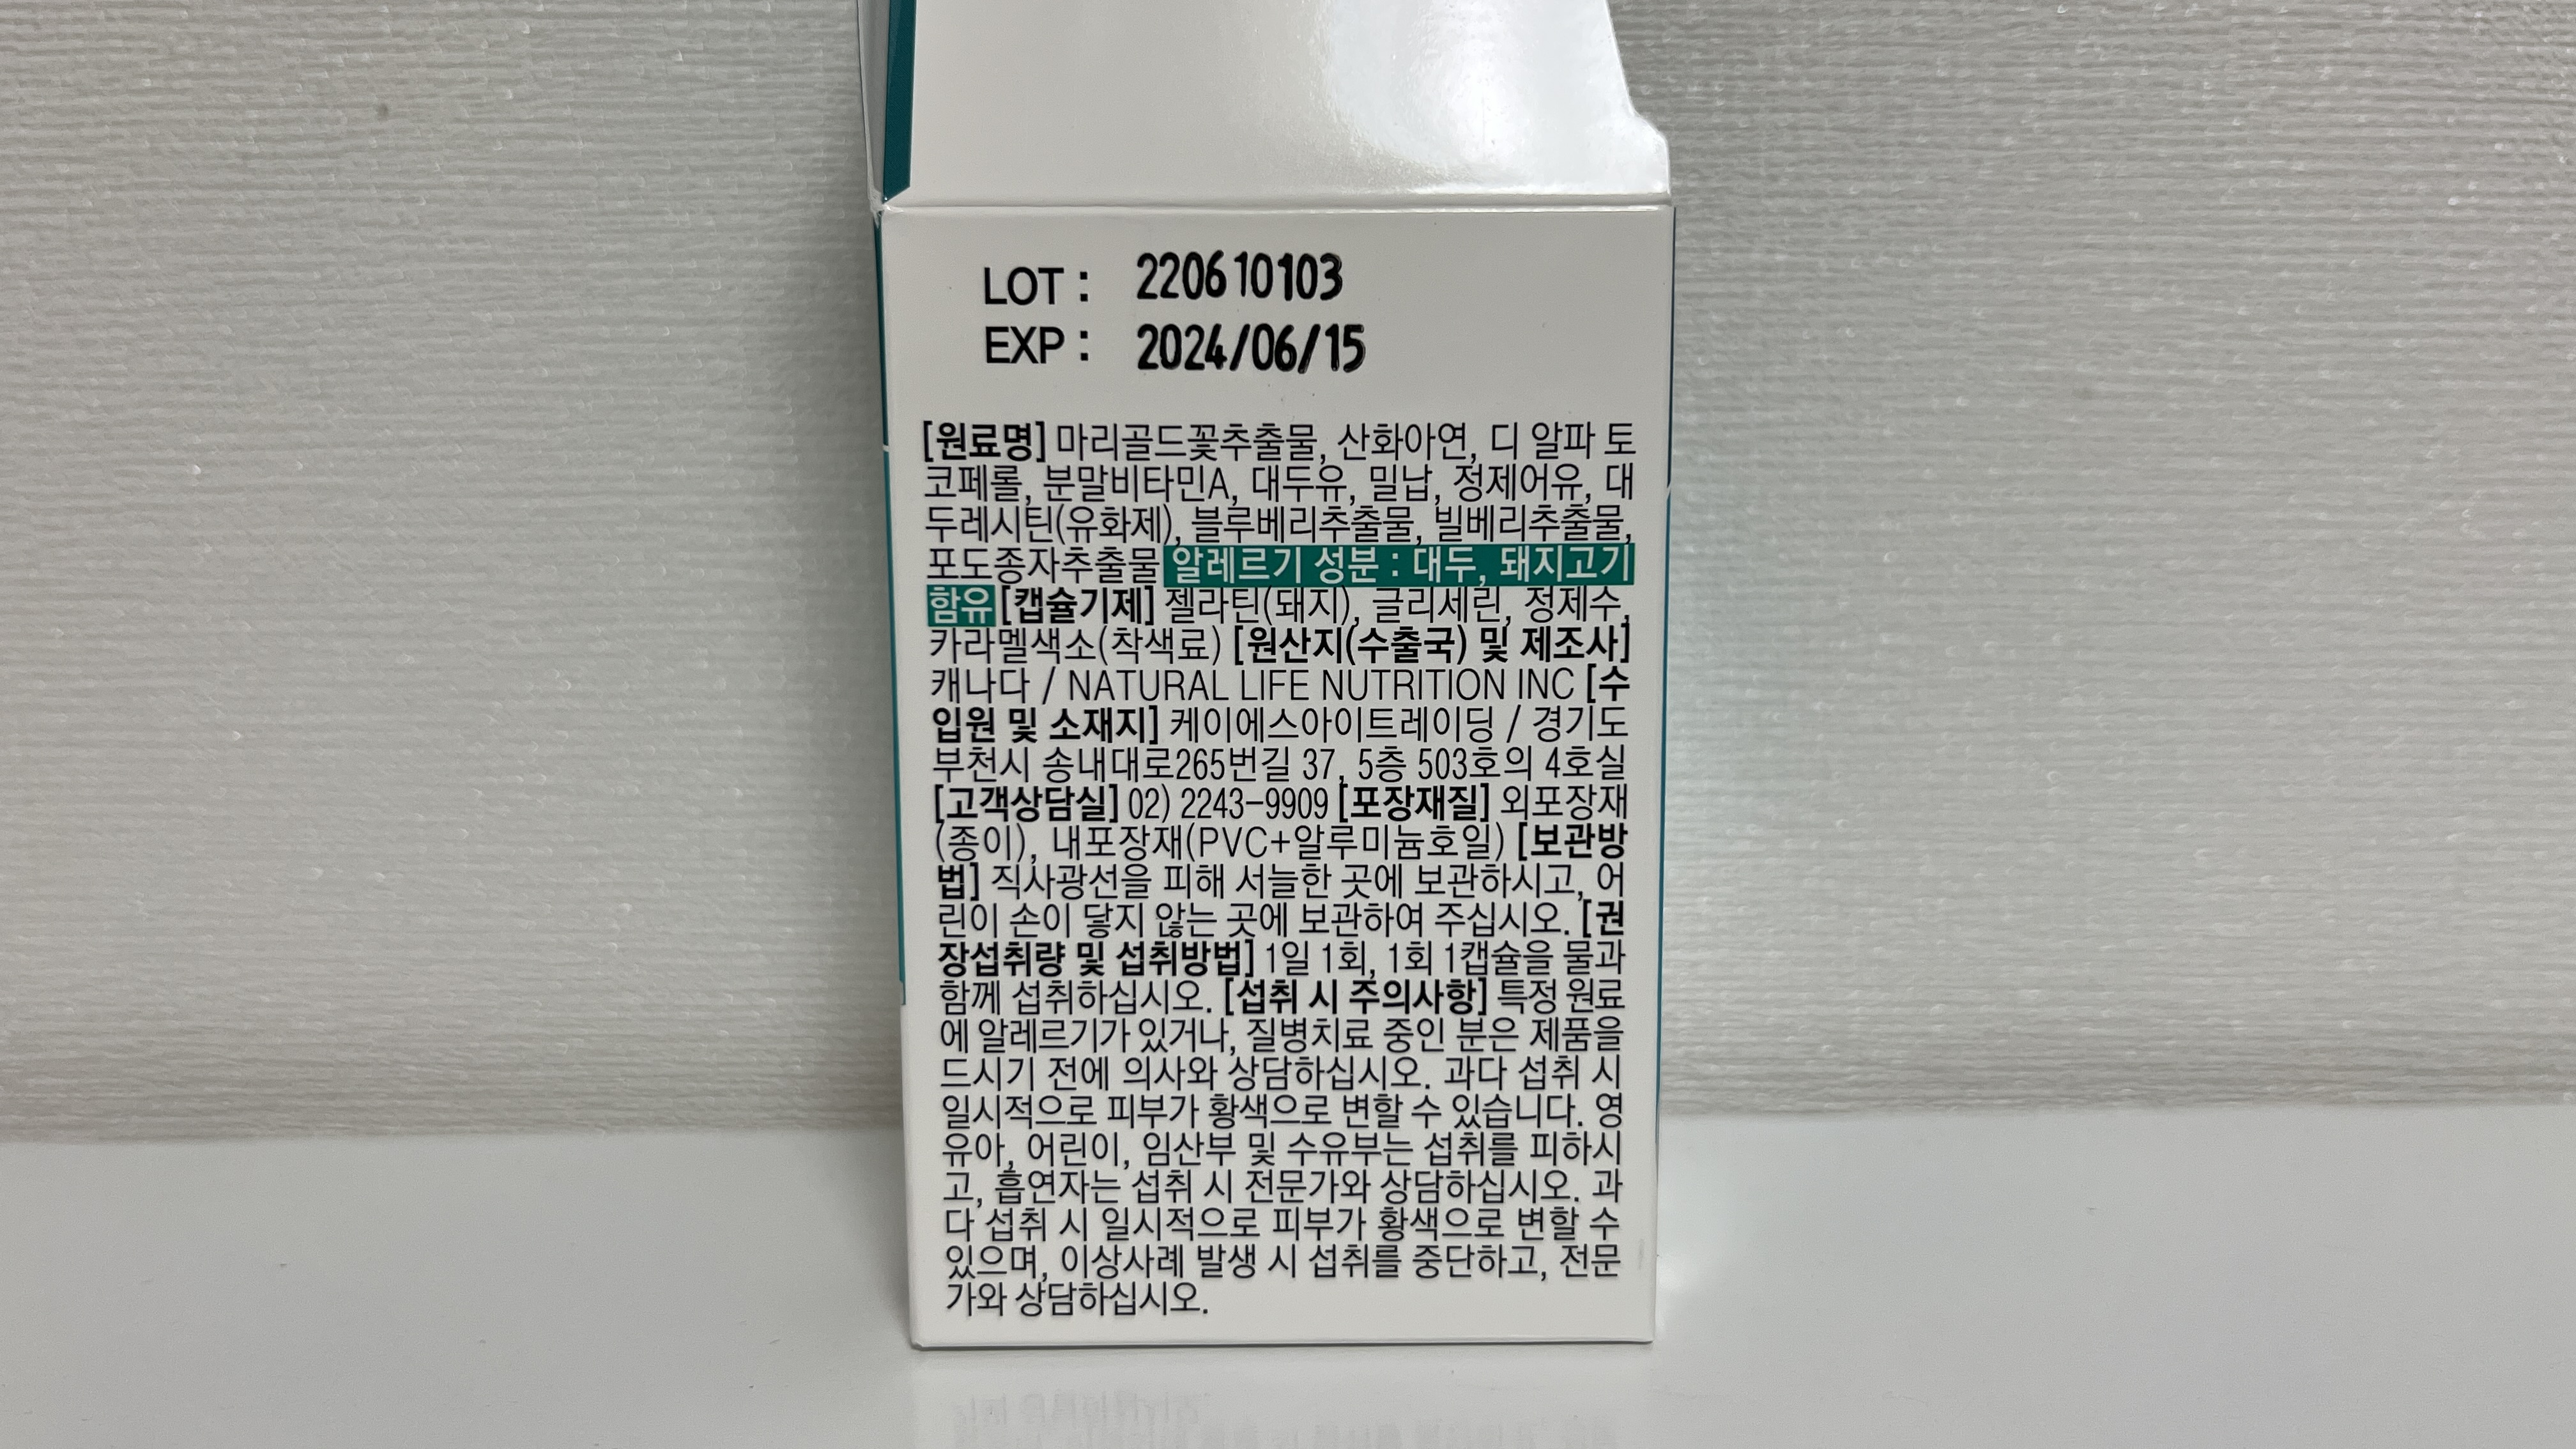 LOT : 220610103
EXP : 2024/06/15
[원료명] 마리골드꽃추출물, 산화아연, 디 알파 토
코페롤, 분말비타민A, 대두유, 밀납, 정제어유, 대
두레시틴(유화제), 블루베리추출물, 빌베리추출물,
포도종자추출물 알레르기 성분 : 대두, 돼지고기
함유 [캡슐기제] 젤라틴(돼지), 글리세린, 정제수,
카라멜색소(착색료) [원산지(수출국) 및 제조사]
캐나다 / NATURAL LIFE NUTRITION INC [수
입원 및 소재지] 케이에스아이트레이딩 / 경기도
부천시 송내대로265번길 37, 5층 503호의 4호실
[고객상담실] 02) 2243-9909 [포장재질] 외포장재
(종이), 내포장재(PVC+알루미늄호일) [보관방
법] 직사광선을 피해 서늘한 곳에 보관하시고, 어
린이 손이 닿지 않는 곳에 보관하여 주십시오. [권
장섭취량 및 섭취방법] 1일 1회, 1회 1캡슐을 물과
함께 섭취하십시오. [섭취 시 주의사항] 특정 원료
에 알레르기가 있거나, 질병치료 중인 분은 제품을
드시기 전에 의사와 상담하십시오. 과다 섭취 시
일시적으로 피부가 황색으로 변할 수 있습니다. 영
유아, 어린이, 임산부 및 수유부는 섭취를 피하시
고, 흡연자는 섭취 시 전문가와 상담하십시오. 과
다 섭취 시 일시적으로 피부가 황색으로 변할 수
있으며, 이상사례 발생 시 섭취를 중단하고, 전문
가와 상담하십시오.